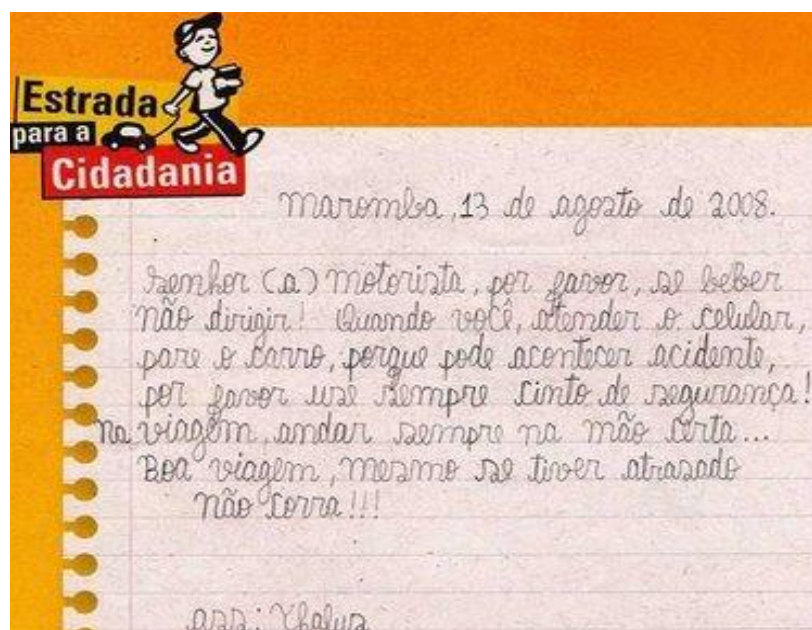 Estrada
para a
Cidadania
Maromba, 13 de agosto de 2008.
Senhor (a) motorista, por favor, se beber
não dirigir! Quando você, atender o celular,
pare o carro, porque pode acontecer acidente,
por favor use sempre cinto de segurança!
Na viagem, andar sempre na mão certa...
Boa viagem, mesmo se tiver atrasado
não corra!!!
ass: